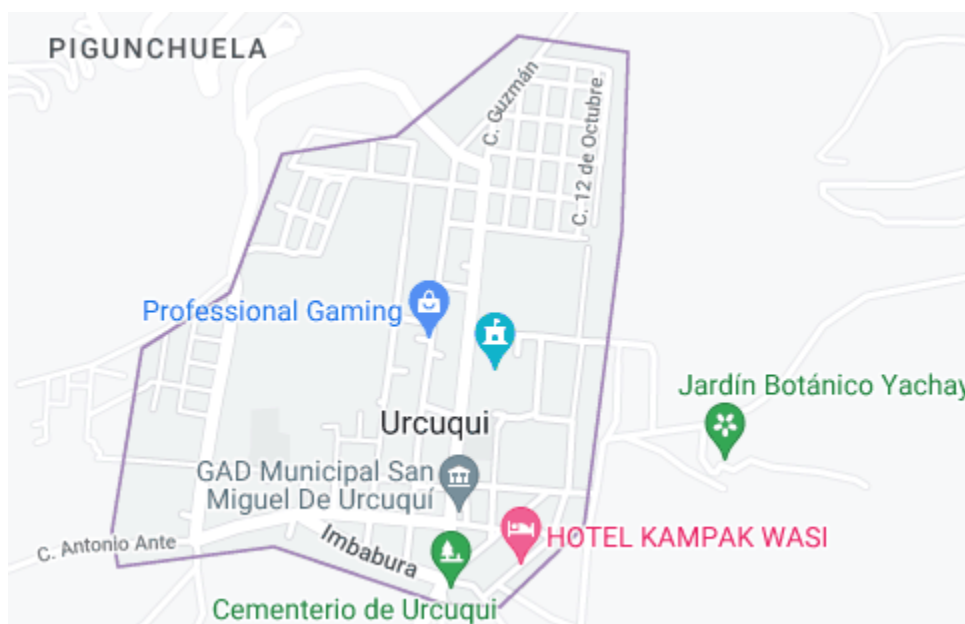 PIGUNCHUELA
C. Guzmán
C. 12 de Octubre
Professional Gaming
Jardín Botánico Yachay
Urcuqui
GAD Municipal San
Miguel De Urcuquí
C. Antonio Ante
Imbabura
HOTEL KAMPAK WASI
Cementerio de Urcuqui